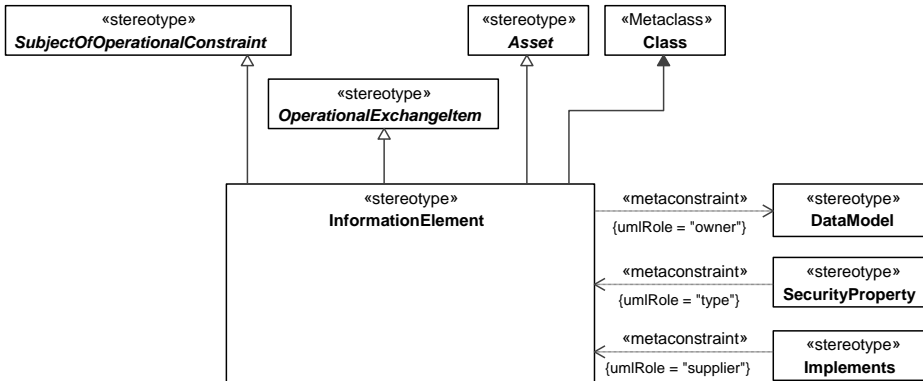 «stereotype»
SubjectOfOperationalConstraint
«stereotype»
Asset
«Metaclass»
Class
«stereotype»
OperationalExchangeItem
«stereotype»
InformationElement
«metaconstraint»
{umlRole = "owner"}
«stereotype»
DataModel
«metaconstraint»
{umlRole = "type"}
«stereotype»
SecurityProperty
«metaconstraint»
{umlRole = "supplier"}
«stereotype»
Implements